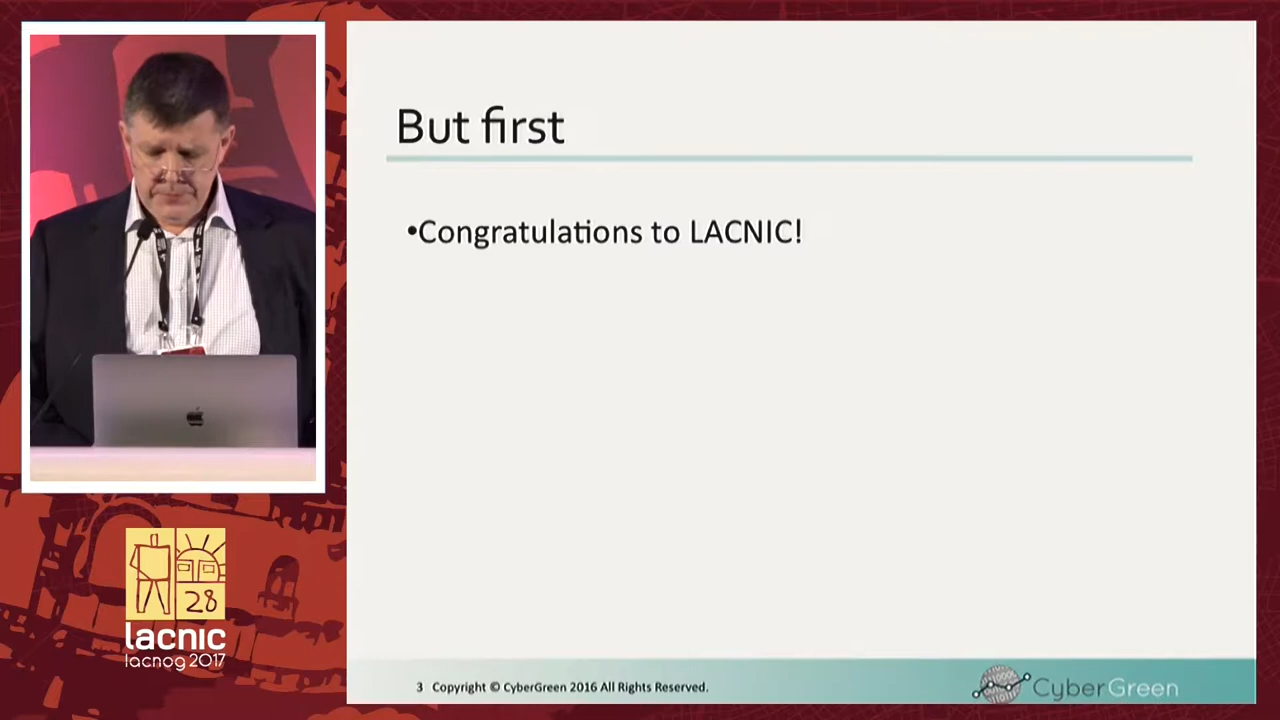 But first
•Congratulations to LACNIC!
28
lacnic
lacnog 2017
3 Copyright © CyberGreen 2016 All Rights Reserved.
CyberGreen